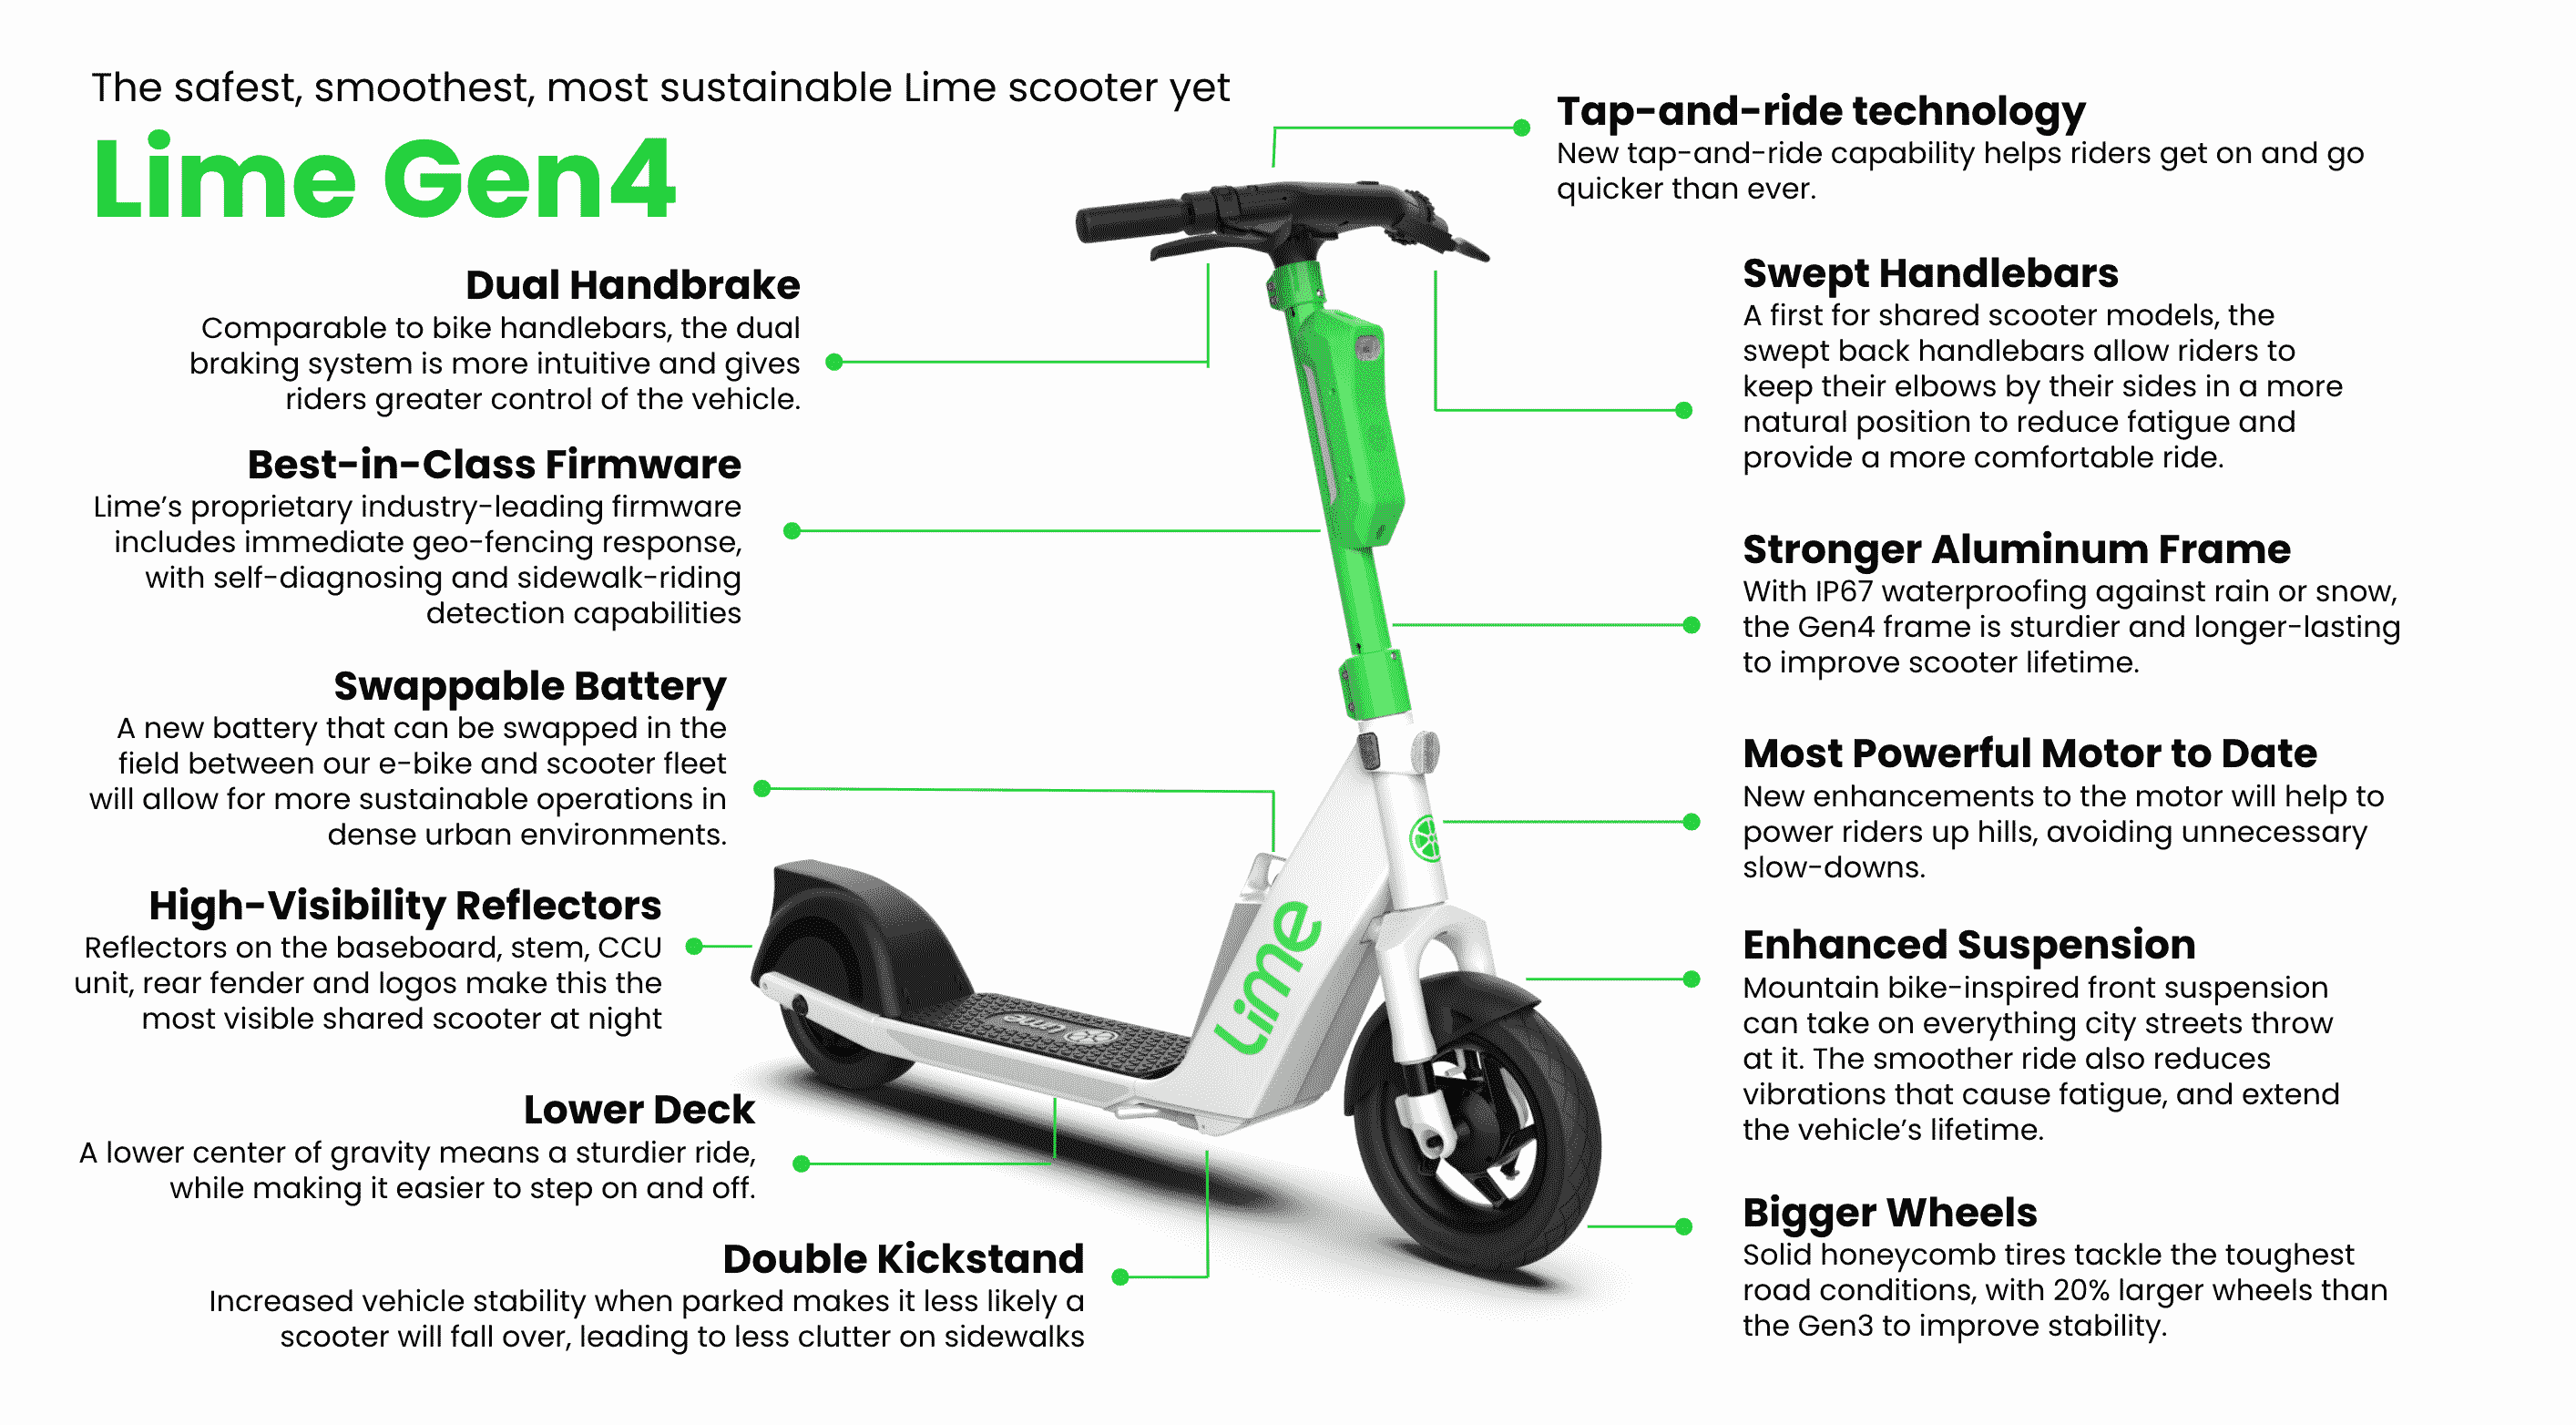 The safest, smoothest, most sustainable Lime scooter yet
Lime Gen4
Dual Handbrake
Comparable to bike handlebars, the dual
braking system is more intuitive and gives
riders greater control of the vehicle.
Best-in-Class Firmware
Lime's proprietary industry-leading firmware
includes immediate geo-fencing response,
with self-diagnosing and sidewalk-riding
detection capabilities
Swappable Battery
A new battery that can be swapped in the
field between our e-bike and scooter fleet
will allow for more sustainable operations in
dense urban environments.
High-Visibility Reflectors
Reflectors on the baseboard, stem, CCU
unit, rear fender and logos make this the
most visible shared scooter at night
Lower Deck
A lower center of gravity means a sturdier ride,
while making it easier to step on and off.
Double Kickstand
Increased vehicle stability when parked makes it less likely a
scooter will fall over, leading to less clutter on sidewalks
Lime
Lime
Tap-and-ride technology
New tap-and-ride capability helps riders get on and go
quicker than ever.
Swept Handlebars
A first for shared scooter models, the
swept back handlebars allow riders to
keep their elbows by their sides in a more
natural position to reduce fatigue and
provide a more comfortable ride.
Stronger Aluminum Frame
With IP67 waterproofing against rain or snow,
the Gen4 frame is sturdier and longer-lasting
to improve scooter lifetime.
Most Powerful Motor to Date
New enhancements to the motor will help to
power riders up hills, avoiding unnecessary
slow-downs.
Enhanced Suspension
Mountain bike-inspired front suspension
can take on everything city streets throw
at it. The smoother ride also reduces
vibrations that cause fatigue, and extend
the vehicle's lifetime.
Bigger Wheels
Solid honeycomb tires tackle the toughest
road conditions, with 20% larger wheels than
the Gen3 to improve stability.